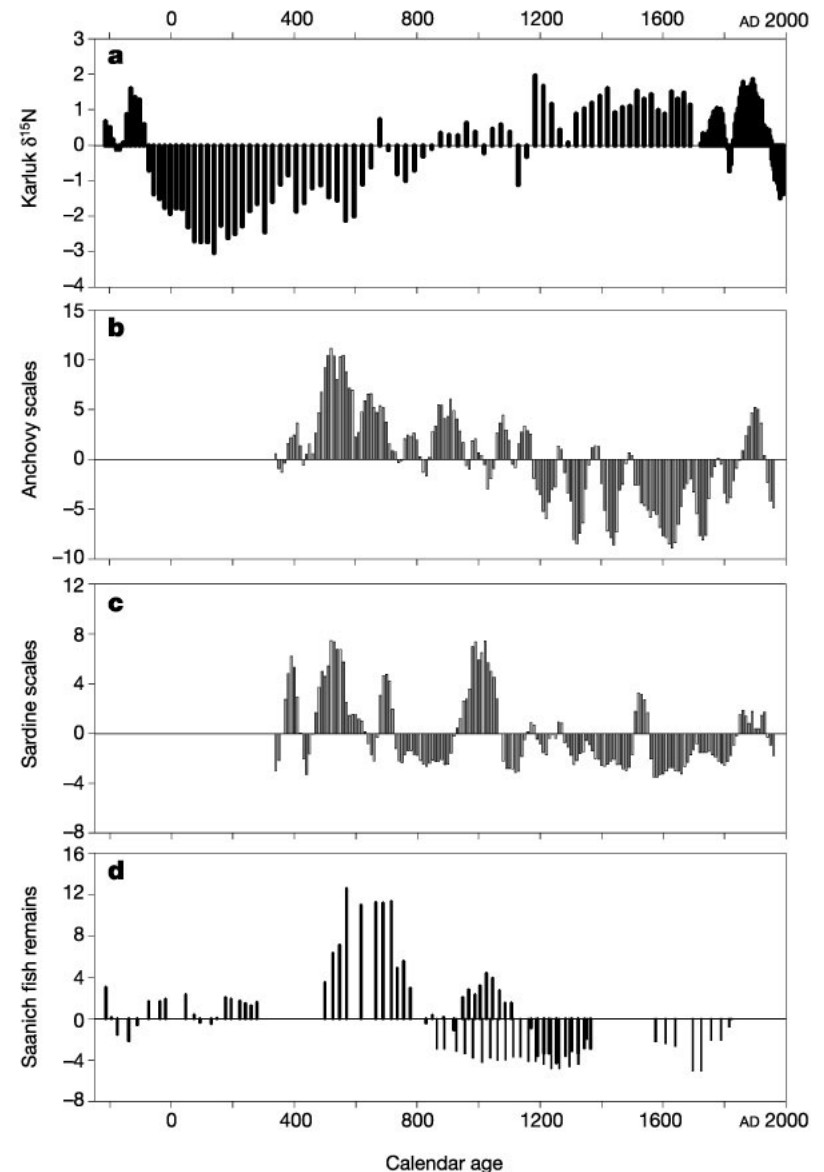 0 400 800 1200 1600 AD 2000
a
3
2
1
0
−1
−2
−3
−4
Karluk δ¹⁵N
b
15
10
5
0
−5
−10
Anchovy scales
c
12
8
4
0
−4
−8
Sardine scales
d
16
12
8
4
0
−4
−8
Saanich fish remains
0 400 800 1200 1600 AD 2000
Calendar age